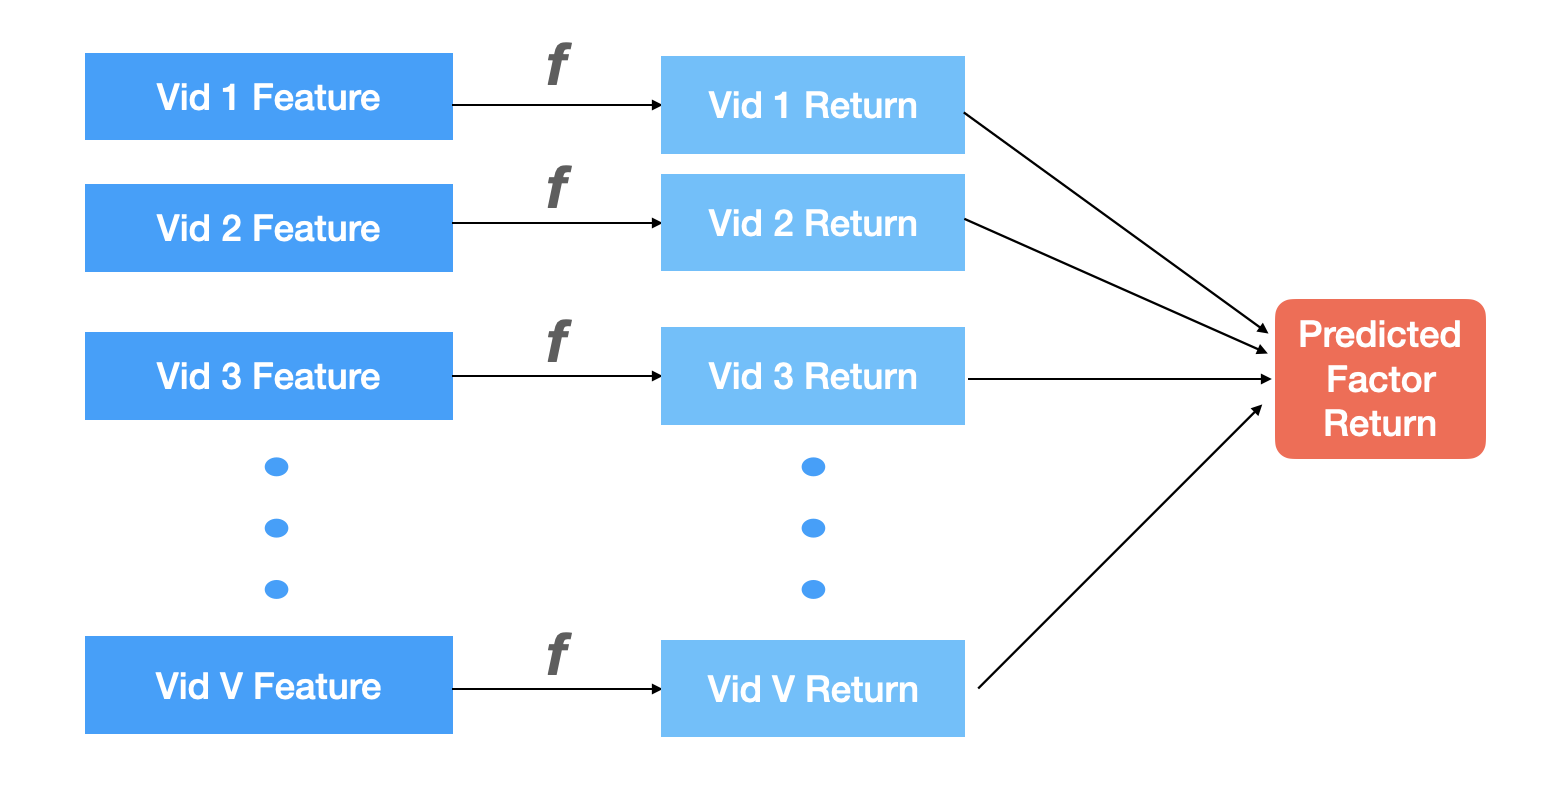 Vid 1 Feature
f
Vid 1 Return
Vid 2 Feature
f
Vid 2 Return
Vid 3 Feature
f
Vid 3 Return
Vid V Feature
f
Vid V Return
Predicted
Factor
Return